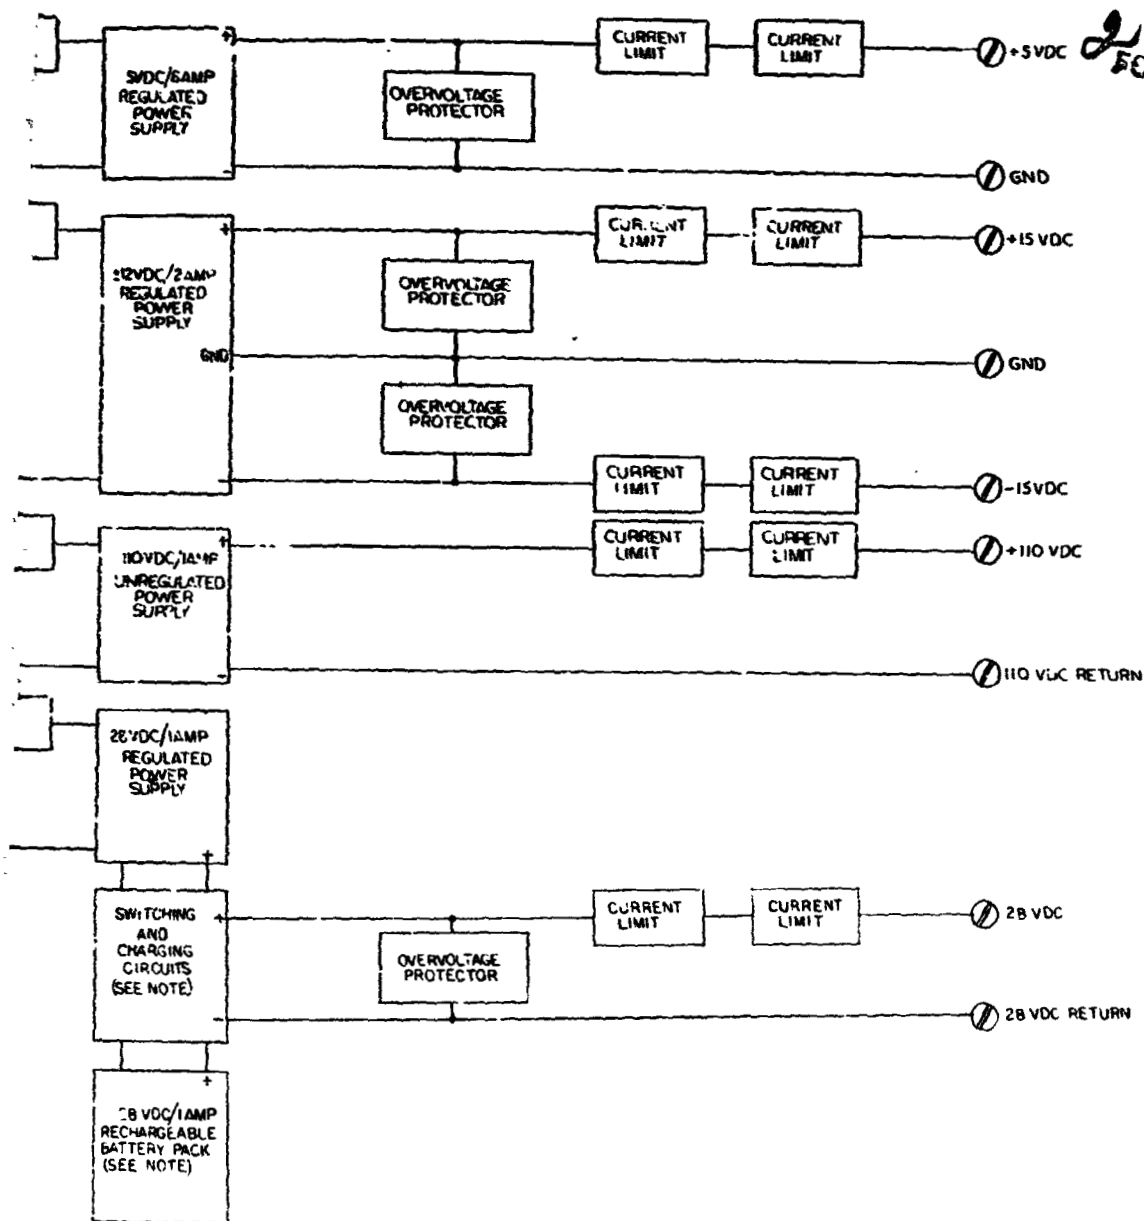 5VDC/6AMP
REGULATED
POWER
SUPPLY
+
-
OVERVOLTAGE
PROTECTOR
CURRENT
LIMIT
CURRENT
LIMIT
+5VDC
GND
±12VDC/2AMP
REGULATED
POWER
SUPPLY
+
GND
-
OVERVOLTAGE
PROTECTOR
OVERVOLTAGE
PROTECTOR
CURRENT
LIMIT
CURRENT
LIMIT
+15 VDC
GND
CURRENT
LIMIT
CURRENT
LIMIT
-15VDC
110VDC/1AMP
UNREGULATED
POWER
SUPPLY
+
-
CURRENT
LIMIT
CURRENT
LIMIT
+110 VDC
110 VDC RETURN
28VDC/1AMP
REGULATED
POWER
SUPPLY
+
SWITCHING
AND
CHARGING
CIRCUITS
(SEE NOTE)
+
-
OVERVOLTAGE
PROTECTOR
CURRENT
LIMIT
CURRENT
LIMIT
28 VDC
28 VDC RETURN
+
28 VDC/1AMP
RECHARGEABLE
BATTERY PACK
(SEE NOTE)